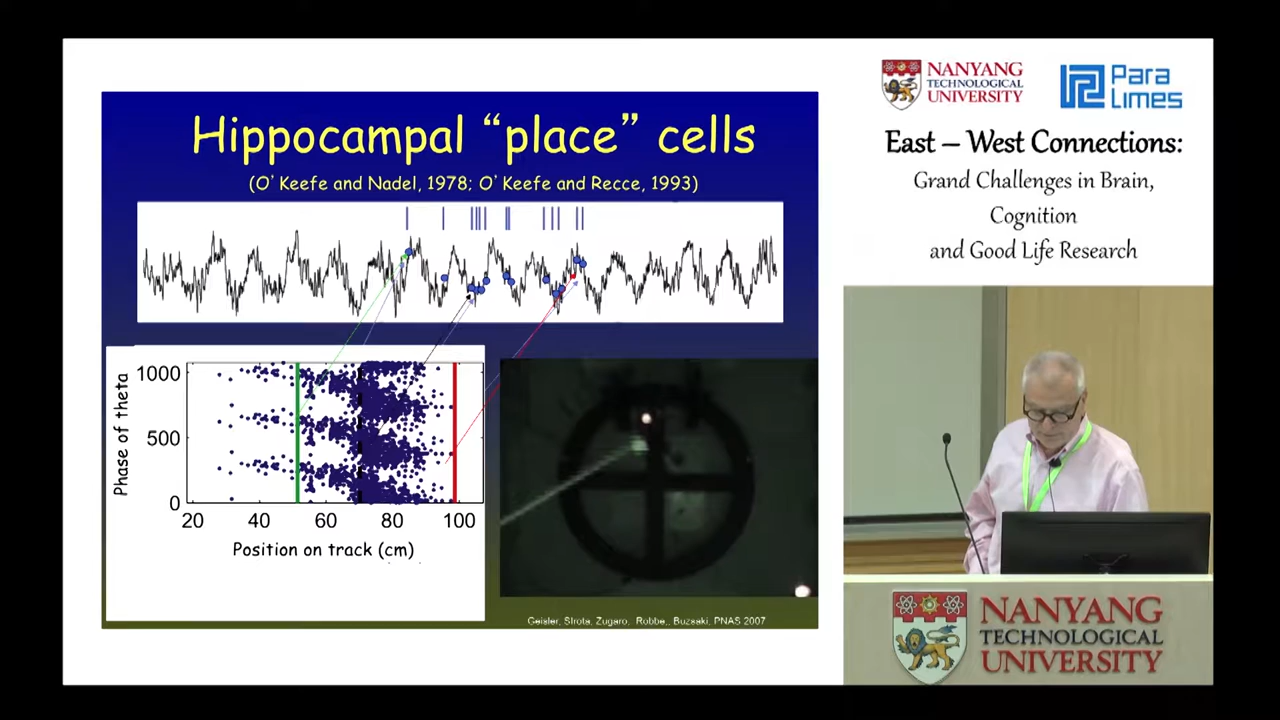 Hippocampal “place” cells
(O’ Keefe and Nadel, 1978; O’ Keefe and Recce, 1993)
1000
500
0
Phase of theta
20 40 60 80 100
Position on track (cm)
Geisler, SIrota, Zugaro, Robbe,, Buzsaki, PNAS 2007
NANYANG
TECHNOLOGICAL
UNIVERSITY
Para
Limes
East – West Connections:
Grand Challenges in Brain,
Cognition
and Good Life Research
NANYANG
TECHNOLOGICAL
UNIVERSITY